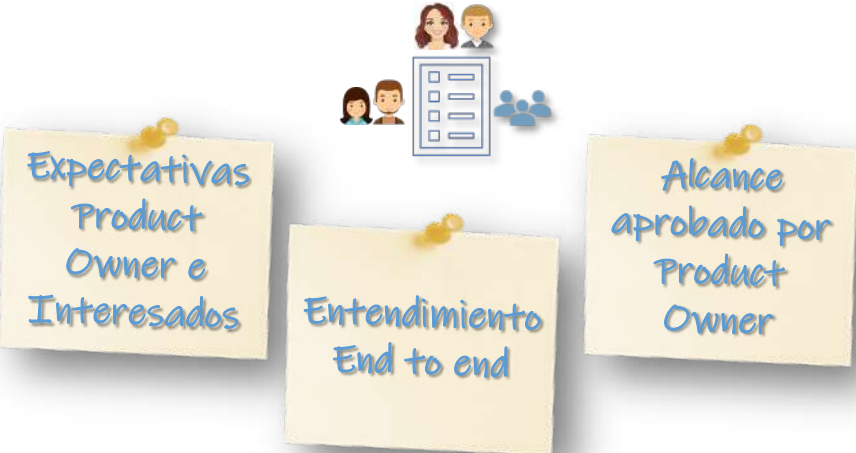 Expectativas
Product
Owner e
Interesados
Entendimiento
End to end
Alcance
aprobado por
Product
Owner